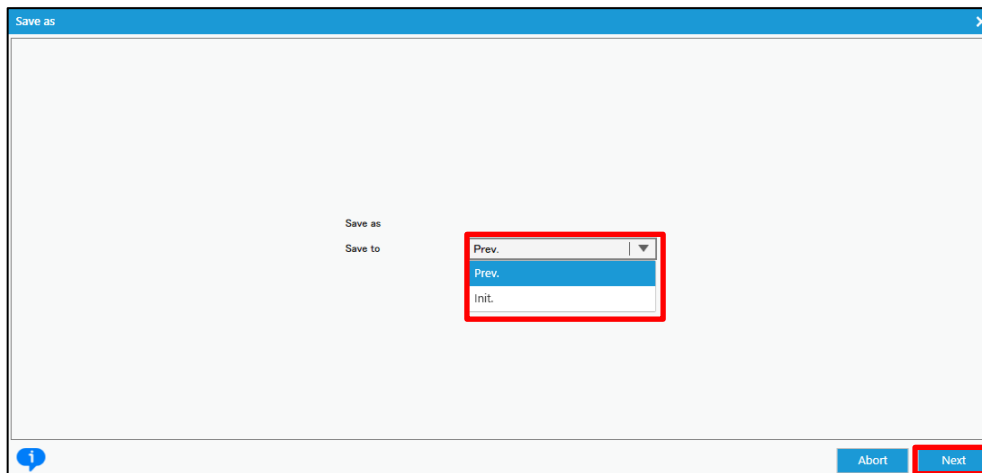 Save as
Save as
Save to
Prev.
Prev.
Init.
Abort
Next